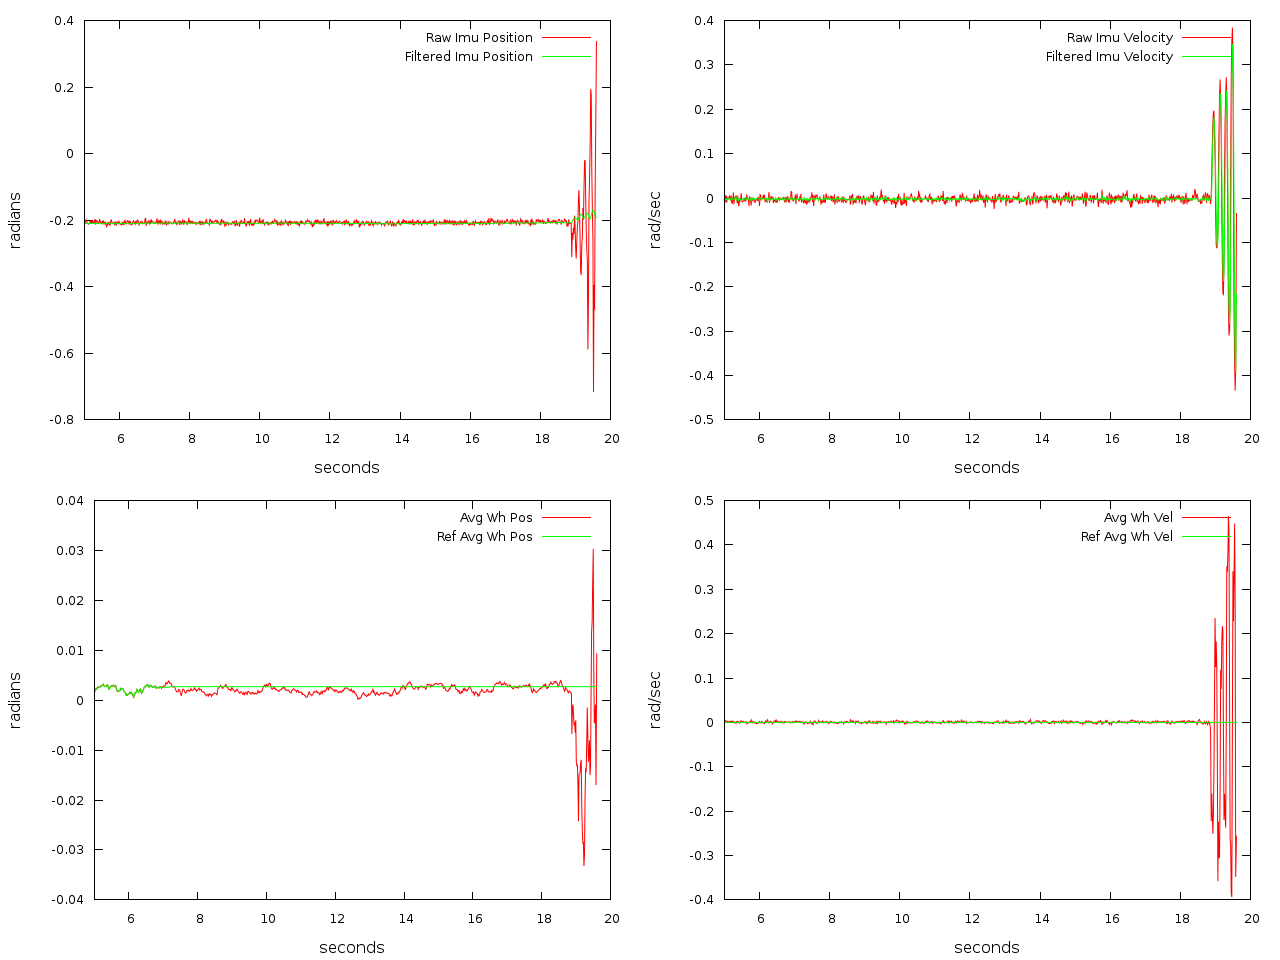 0.4
0.2
0
-0.2
-0.4
-0.6
-0.8
6 8 10 12 14 16 18 20
radians
seconds
Raw Imu Position
Filtered Imu Position
0.4
0.3
0.2
0.1
0
-0.1
-0.2
-0.3
-0.4
-0.5
6 8 10 12 14 16 18 20
rad/sec
seconds
Raw Imu Velocity
Filtered Imu Velocity
0.04
0.03
0.02
0.01
0
-0.01
-0.02
-0.03
-0.04
6 8 10 12 14 16 18 20
radians
seconds
Avg Wh Pos
Ref Avg Wh Pos
0.5
0.4
0.3
0.2
0.1
0
-0.1
-0.2
-0.3
-0.4
6 8 10 12 14 16 18 20
rad/sec
seconds
Avg Wh Vel
Ref Avg Wh Vel